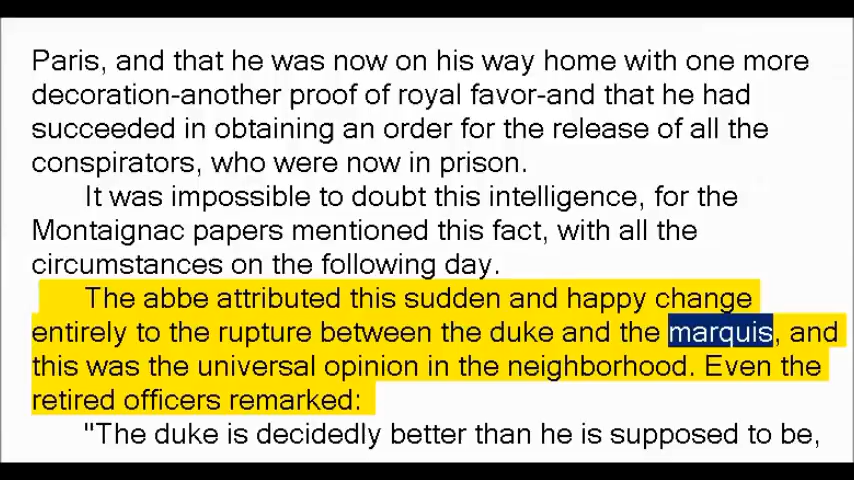 Paris, and that he was now on his way home with one more
decoration-another proof of royal favor-and that he had
succeeded in obtaining an order for the release of all the
conspirators, who were now in prison.
It was impossible to doubt this intelligence, for the
Montaignac papers mentioned this fact, with all the
circumstances on the following day.
The abbe attributed this sudden and happy change
entirely to the rupture between the duke and the marquis, and
this was the universal opinion in the neighborhood. Even the
retired officers remarked:
"The duke is decidedly better than he is supposed to be,